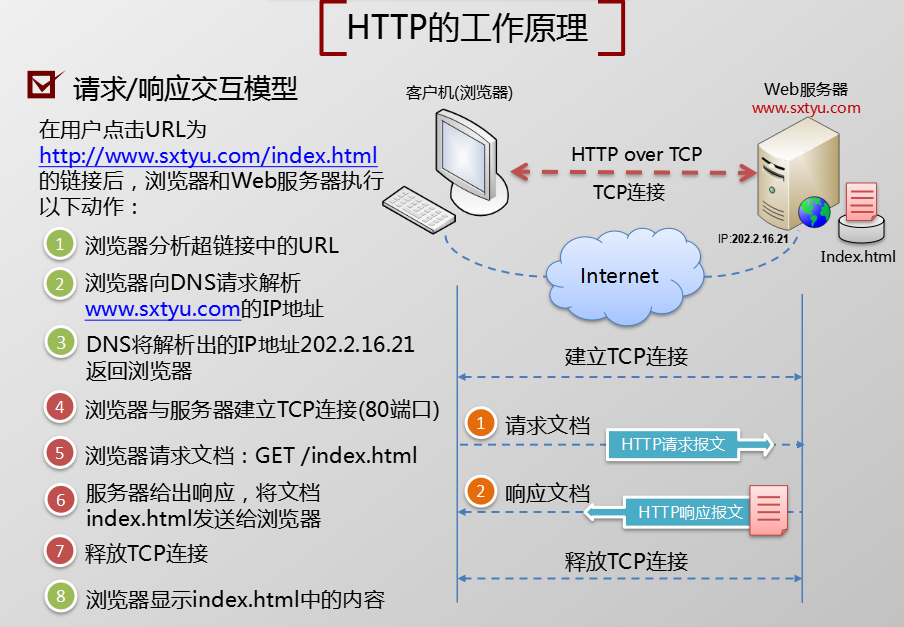 HTTP的工作原理
请求/响应交互模型
在用户点击URL为
http://www.sxtyu.com/index.html
的链接后，浏览器和Web服务器执行
以下动作：
1 浏览器分析超链接中的URL
2 浏览器向DNS请求解析
www.sxtyu.com的IP地址
3 DNS将解析出的IP地址202.2.16.21
返回浏览器
4 浏览器与服务器建立TCP连接(80端口)
5 浏览器请求文档：GET /index.html
6 服务器给出响应，将文档
index.html发送给浏览器
7 释放TCP连接
8 浏览器显示index.html中的内容
客户机(浏览器)
Web服务器
www.sxtyu.com
HTTP over TCP
TCP连接
IP:202.2.16.21
Index.html
Internet
建立TCP连接
1 请求文档
HTTP请求报文
2 响应文档
HTTP响应报文
释放TCP连接